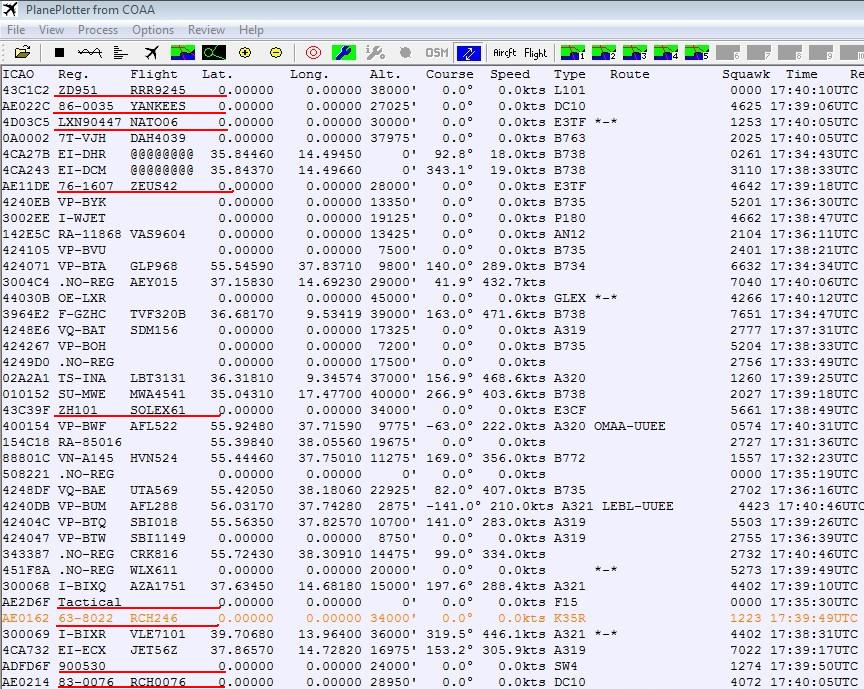 PlanePlotter from COAA
File View Process Options Review Help
OSM Aircft Flight 1 2 3 4 5 6 7 8 9
ICAO Reg. Flight Lat. Long. Alt. Course Speed Type Route Squawk Time Re
43C1C2 ZD951 RRR9245 0.00000 0.00000 38000' 0.0° 0.0kts L101 0000 17:40:10UTC
AE022C 86-0035 YANKEES 0.00000 0.00000 27025' 0.0° 0.0kts DC10 4625 17:39:06UTC
4D03C5 LXN90447 NATO06 0.00000 0.00000 30000' 0.0° 0.0kts E3TF *-* 1253 17:40:05UTC
0A0002 7T-VJH DAH4039 0.00000 0.00000 37975' 0.0° 0.0kts B763 2025 17:40:05UTC
4CA27B EI-DHR @@@@@@@@ 35.84460 14.49450 0' 92.8° 18.0kts B738 0261 17:34:43UTC
4CA243 EI-DCM @@@@@@@@ 35.84370 14.49660 0' 343.1° 19.0kts B738 3110 17:38:33UTC
AE11DE 76-1607 ZEUS42 0.00000 0.00000 28000' 0.0° 0.0kts E3TF 4642 17:39:18UTC
4240EB VP-BYK 0.00000 0.00000 13350' 0.0° 0.0kts B735 5201 17:36:30UTC
3002EE I-WJET 0.00000 0.00000 19125' 0.0° 0.0kts P180 4662 17:38:47UTC
142E5C RA-11868 VAS9604 0.00000 0.00000 13425' 0.0° 0.0kts AN12 2104 17:36:11UTC
424105 VP-BVU 0.00000 0.00000 7500' 0.0° 0.0kts B735 2401 17:38:21UTC
424071 VP-BTA GLP968 55.54590 37.83710 9800' 140.0° 289.0kts B734 6632 17:34:34UTC
3004C4 .NO-REG AEY015 37.15830 14.69230 29000' 41.9° 432.7kts 7040 17:40:06UTC
44030B OE-LXR 0.00000 0.00000 45000' 0.0° 0.0kts GLEX *-* 4266 17:40:12UTC
3964E2 F-GZHC TVF320B 36.68170 9.53419 39000' 163.0° 471.6kts B738 7651 17:34:47UTC
4248E6 VQ-BAT SDM156 0.00000 0.00000 17325' 0.0° 0.0kts A319 2777 17:37:31UTC
424267 VP-BOH 0.00000 0.00000 7200' 0.0° 0.0kts B735 5204 17:38:33UTC
4249D0 .NO-REG 0.00000 0.00000 17500' 0.0° 0.0kts 2756 17:33:49UTC
02A2A1 TS-INA LBT3131 36.31810 9.34574 37000' 156.9° 468.6kts A320 1260 17:39:25UTC
010152 SU-MWE MWA4541 35.04310 17.47700 40000' 266.9° 403.6kts B738 2027 17:39:18UTC
43C39F ZH101 SOLEX61 0.00000 0.00000 34000' 0.0° 0.0kts E3CF 5661 17:38:49UTC
400154 VP-BWF AFL522 55.92480 37.71590 9775' -63.0° 222.0kts A320 OMAA-UUEE 0574 17:40:31UTC
154C18 RA-85016 55.39840 38.05560 19675' 0.0° 0.0kts 2727 17:31:36UTC
88801C VN-A145 HVN524 55.44460 37.75010 11275' 169.0° 356.0kts B772 1557 17:32:23UTC
508221 .NO-REG 0.00000 0.00000 0' 0.0° 0.0kts 0000 17:35:19UTC
4248DF VQ-BAE UTA569 55.42050 38.18060 22925' 82.0° 407.0kts B735 2702 17:36:16UTC
4240DB VP-BUM AFL288 56.03170 37.74280 2875' -141.0° 210.0kts A321 LEBL-UUEE 4423 17:40:46UTC
42404C VP-BTQ SBI018 55.56350 37.82570 10700' 141.0° 283.0kts A319 5503 17:39:26UTC
424047 VP-BTW SBI1149 0.00000 0.00000 8750' 0.0° 0.0kts A319 2755 17:36:39UTC
343387 .NO-REG CRK816 55.72430 38.30910 14475' 99.0° 334.0kts 2732 17:40:46UTC
451F8A .NO-REG WLX611 0.00000 0.00000 0' 0.0° 0.0kts *-* 5273 17:39:49UTC
300068 I-BIXQ AZA1751 37.63450 14.68180 15000' 197.6° 288.4kts A321 4402 17:39:10UTC
AE2D6F Tactical 0.00000 0.00000 0' 0.0° 0.0kts F15 0000 17:35:30UTC
AE0162 63-8022 RCH246 0.00000 0.00000 34000' 0.0° 0.0kts K35R 1223 17:39:49UTC
300069 I-BIXR VLE7101 39.70680 13.96400 36000' 319.5° 446.1kts A321 *-* 4402 17:38:31UTC
4CA732 EI-ECX JET56Z 37.86570 14.72820 16975' 153.2° 305.9kts A319 7022 17:39:17UTC
ADFD6F 900530 0.00000 0.00000 24000' 0.0° 0.0kts SW4 1274 17:39:50UTC
AE0214 83-0076 RCH0076 0.00000 0.00000 28950' 0.0° 0.0kts DC10 4072 17:40:05UTC